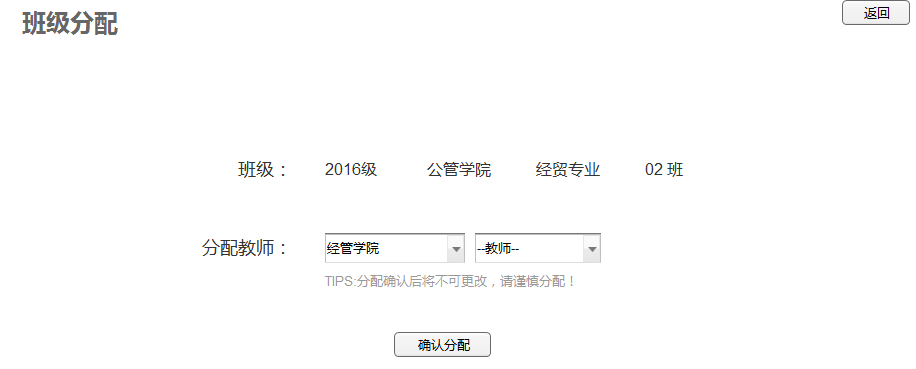 班级分配 返回
班级： 2016级 公管学院 经贸专业 02 班
分配教师： 经管学院 --教师--
TIPS:分配确认后将不可更改，请谨慎分配！
确认分配